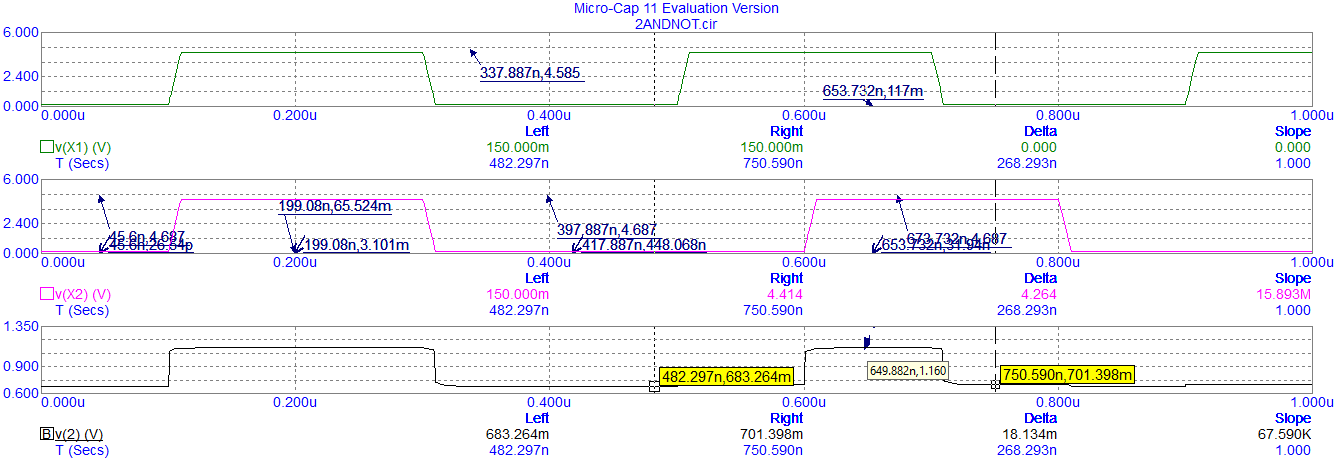 Micro-Cap 11 Evaluation Version
2ANDNOT.cir
6.000
2.400
0.000
337.887n,4.585
653.732n,117m
0.000u 0.200u 0.400u 0.600u 0.800u 1.000u
Left Right Delta Slope
v(X1) (V) 150.000m 150.000m 0.000 0.000
T (Secs) 482.297n 750.590n 268.293n 1.000
6.000
2.400
0.000
199.08n,65.524m
397.887n,4.687
45.6n,4.687
673.732n,4.687
199.08n,3.101m
417.887n,448.068n
653.732n,31.94n
0.000u 0.200u 0.400u 0.600u 0.800u 1.000u
Left Right Delta Slope
v(X2) (V) 150.000m 4.414 4.264 15.893M
T (Secs) 482.297n 750.590n 268.293n 1.000
1.350
0.900
0.600
649.882n,1.160
482.297n,683.264m
750.590n,701.398m
0.000u 0.200u 0.400u 0.600u 0.800u 1.000u
Left Right Delta Slope
B v(2) (V) 683.264m 701.398m 18.134m 67.590K
T (Secs) 482.297n 750.590n 268.293n 1.000